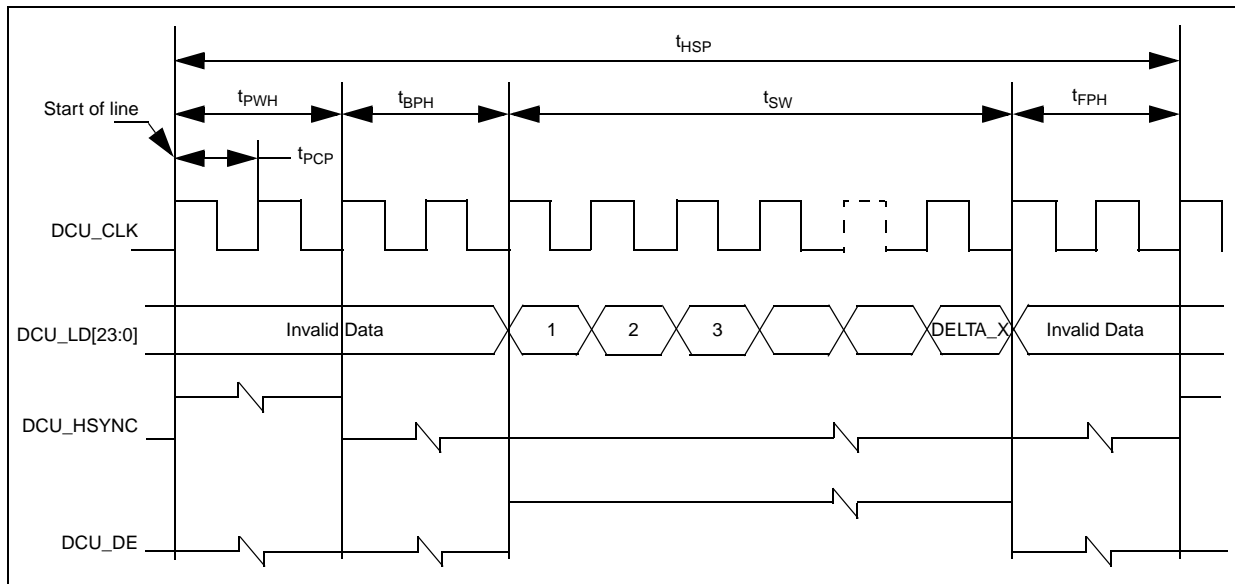 tHSP
tPWH
tBPH
tSW
tFPH
Start of line
tPCP
DCU_CLK
DCU_LD[23:0]
Invalid Data
1
2
3
DELTA_X
Invalid Data
DCU_HSYNC
DCU_DE